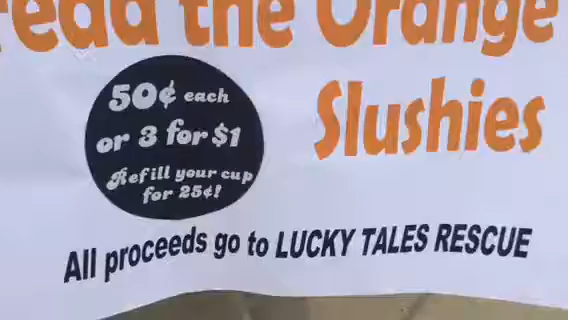 read the Orange
Slushies
50¢ each
or 3 for $1
Refill your cup
for 25¢!
All proceeds go to LUCKY TALES RESCUE